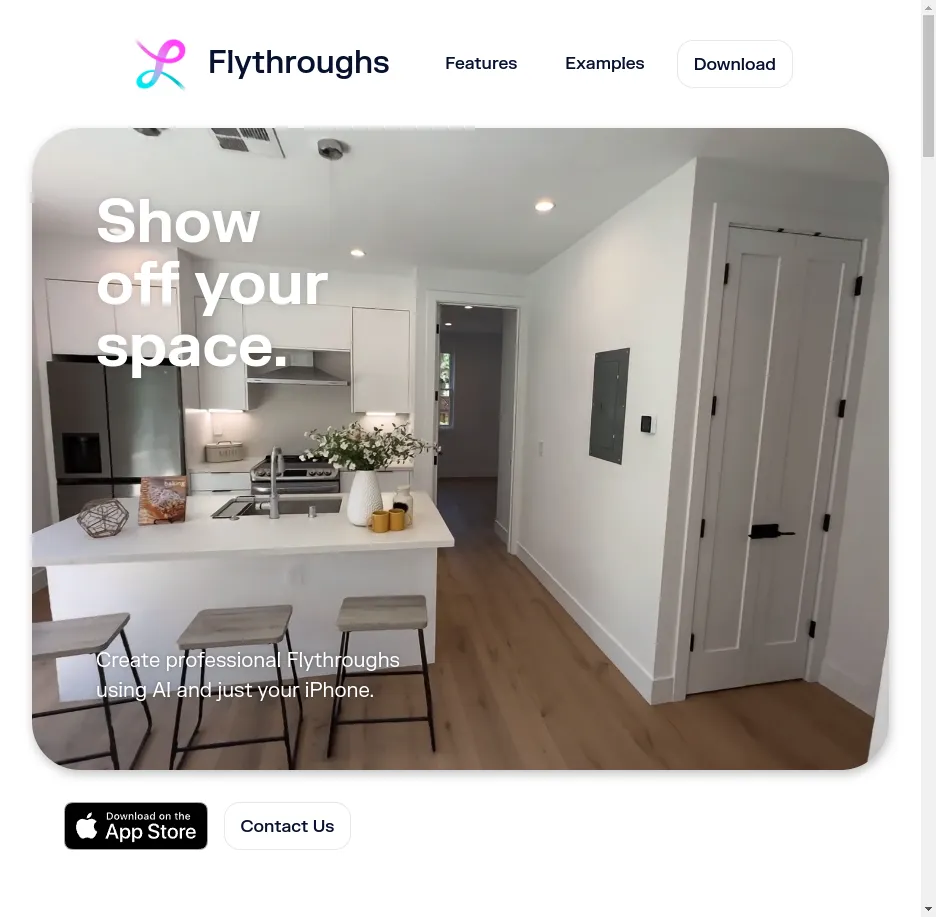 Flythroughs
Features
Examples
Download
Show
off your
space.
Create professional Flythroughs
using AI and just your iPhone.
Download on the
App Store
Contact Us